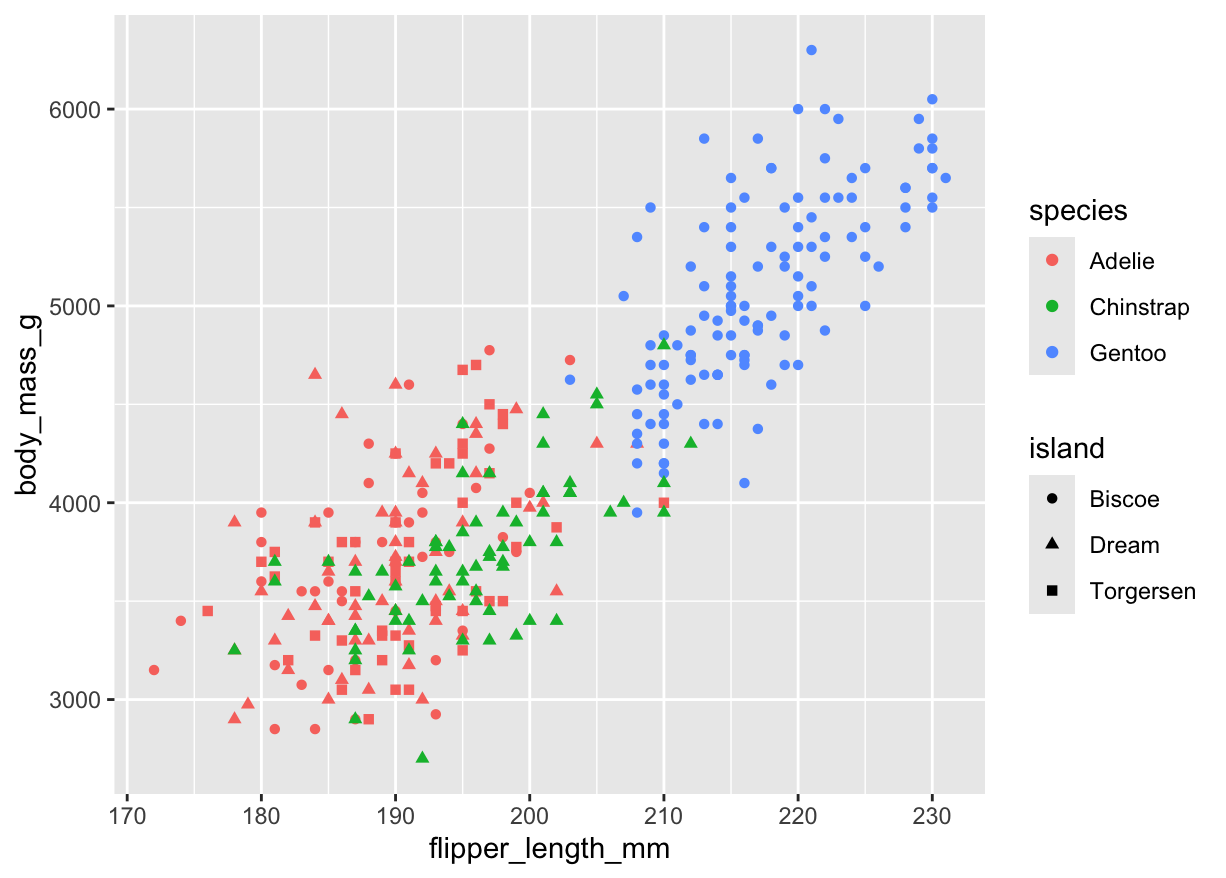 6000
5000
4000
3000
body_mass_g
170 180 190 200 210 220 230
flipper_length_mm
species
Adelie
Chinstrap
Gentoo
island
Biscoe
Dream
Torgersen